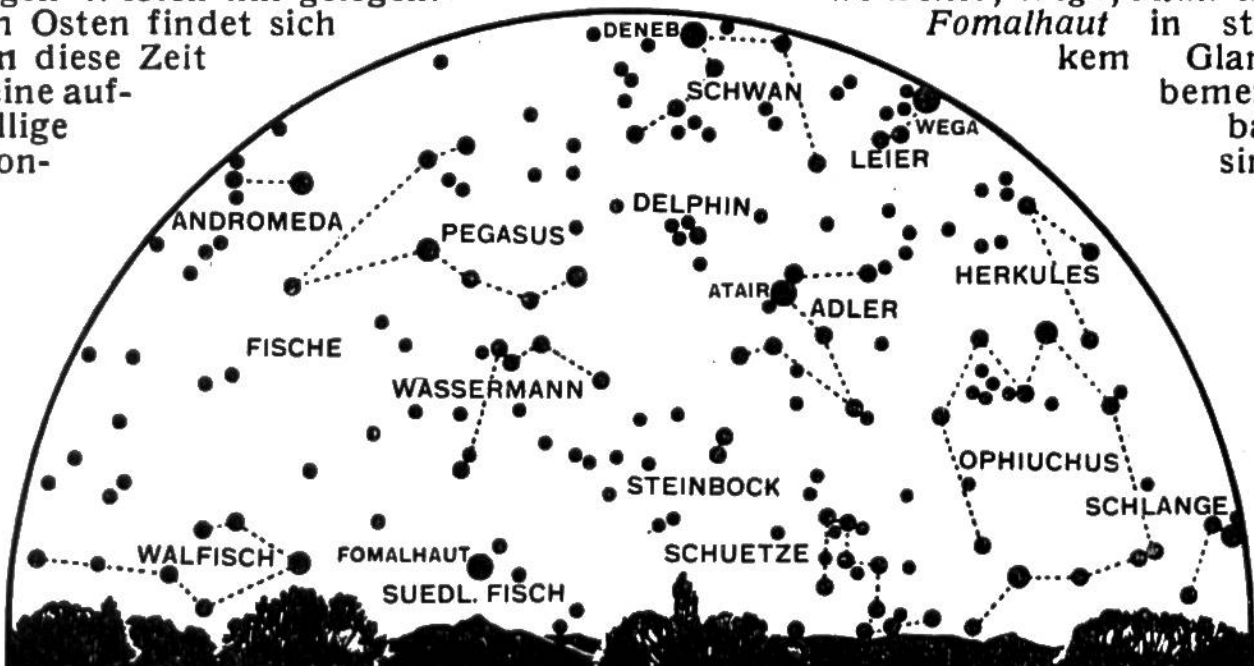 Osten findet sich
diese Zeit
eine auf-
llige
on-
Fomalhaut in st
kem Glan
beme
ba
sin
DENEB
SCHWAN
WEGA
LEIER
ANDROMEDA
PEGASUS
DELPHIN
HERKULES
ATAIR
ADLER
FISCHE
WASSERMANN
OPHIUCHUS
STEINBOCK
SCHLANGE
WALFISCH
FOMALHAUT
SCHUETZE
SUEDL. FISCH